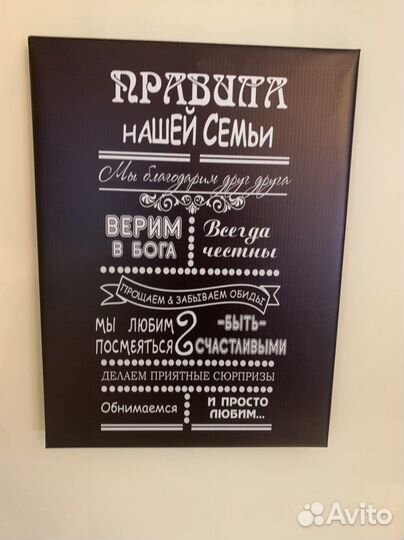 ПРАВИЛА
НАШЕЙ СЕМЬИ
Мы благодарим друг друга
ВЕРИМ
В БОГА
Всегда
честны
ПРОЩАЕМ & ЗАБЫВАЕМ ОБИДЫ
МЫ ЛЮБИМ
ПОСМЕЯТЬСЯ
-БЫТЬ-
СЧАСТЛИВЫМИ
ДЕЛАЕМ ПРИЯТНЫЕ СЮРПРИЗЫ
Обнимаемся
И ПРОСТО
ЛЮБИМ...
Avito